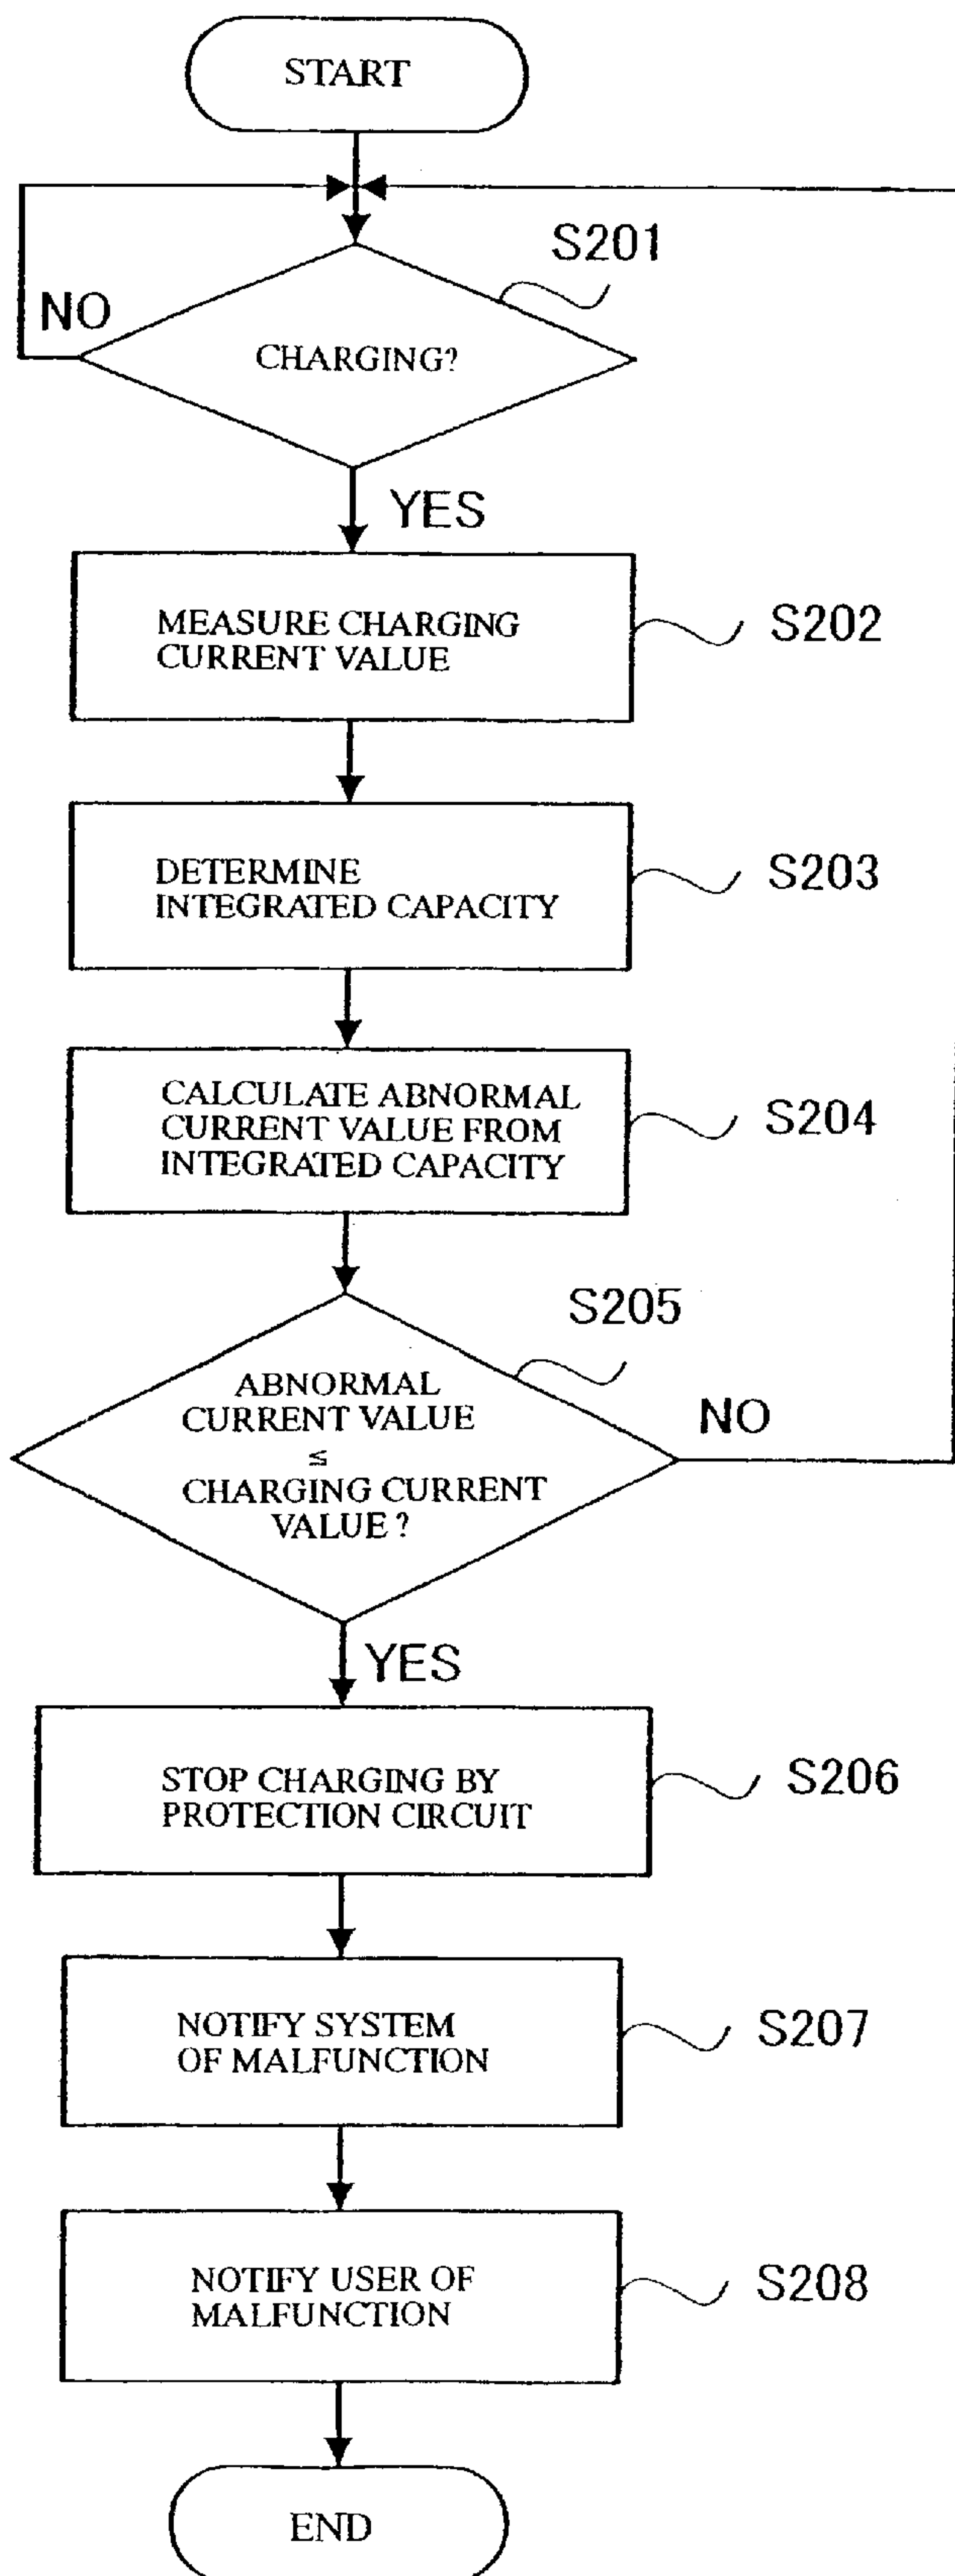 START
S201
NO
CHARGING?
YES
MEASURE CHARGING
CURRENT VALUE
S202
DETERMINE
INTEGRATED CAPACITY
S203
CALCULATE ABNORMAL
CURRENT VALUE FROM
INTEGRATED CAPACITY
S204
S205
ABNORMAL
CURRENT VALUE
≦
CHARGING CURRENT
VALUE ?
NO
YES
STOP CHARGING BY
PROTECTION CIRCUIT
S206
NOTIFY SYSTEM
OF MALFUNCTION
S207
NOTIFY USER OF
MALFUNCTION
S208
END